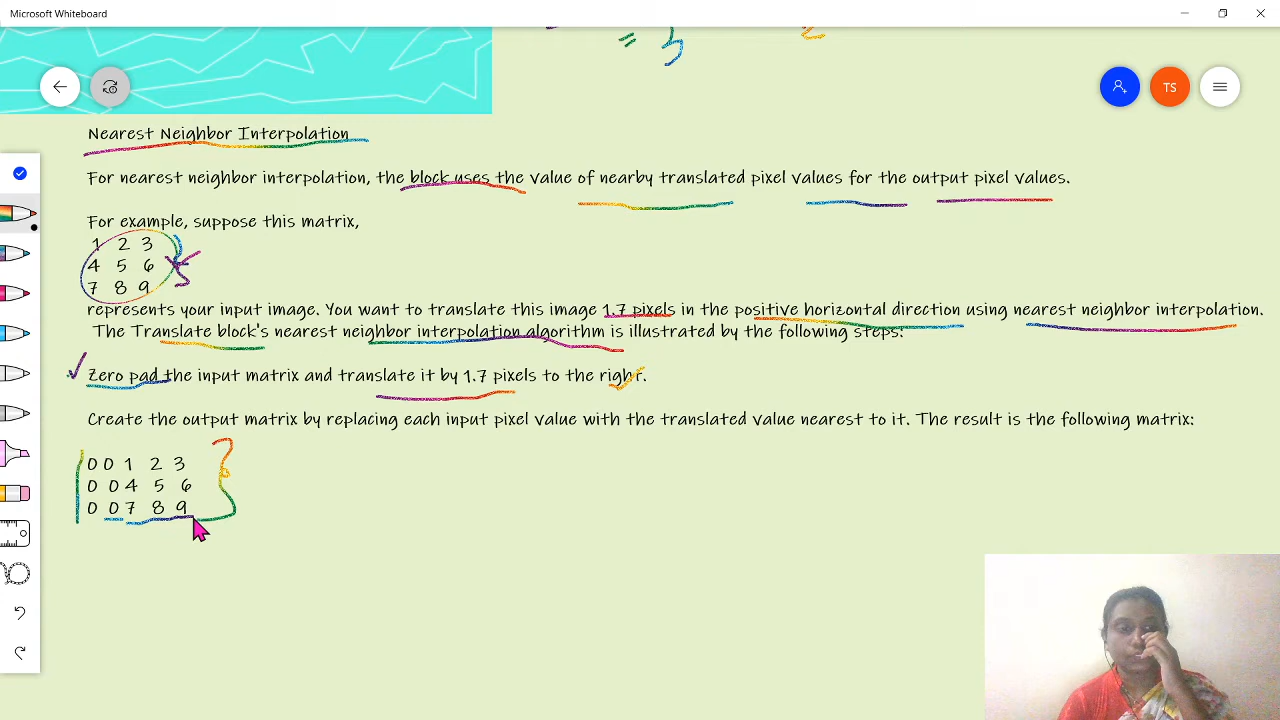 Microsoft Whiteboard
= 3 2
TS
Nearest Neighbor Interpolation
For nearest neighbor interpolation, the block uses the value of nearby translated pixel values for the output pixel values.
For example, suppose this matrix,
1 2 3
4 5 6
7 8 9
represents your input image. You want to translate this image 1.7 pixels in the positive horizontal direction using nearest neighbor interpolation.
The Translate block's nearest neighbor interpolation algorithm is illustrated by the following steps:
Zero pad the input matrix and translate it by 1.7 pixels to the right.
Create the output matrix by replacing each input pixel value with the translated value nearest to it. The result is the following matrix:
0 0 1 2 3
0 0 4 5 6
0 0 7 8 9